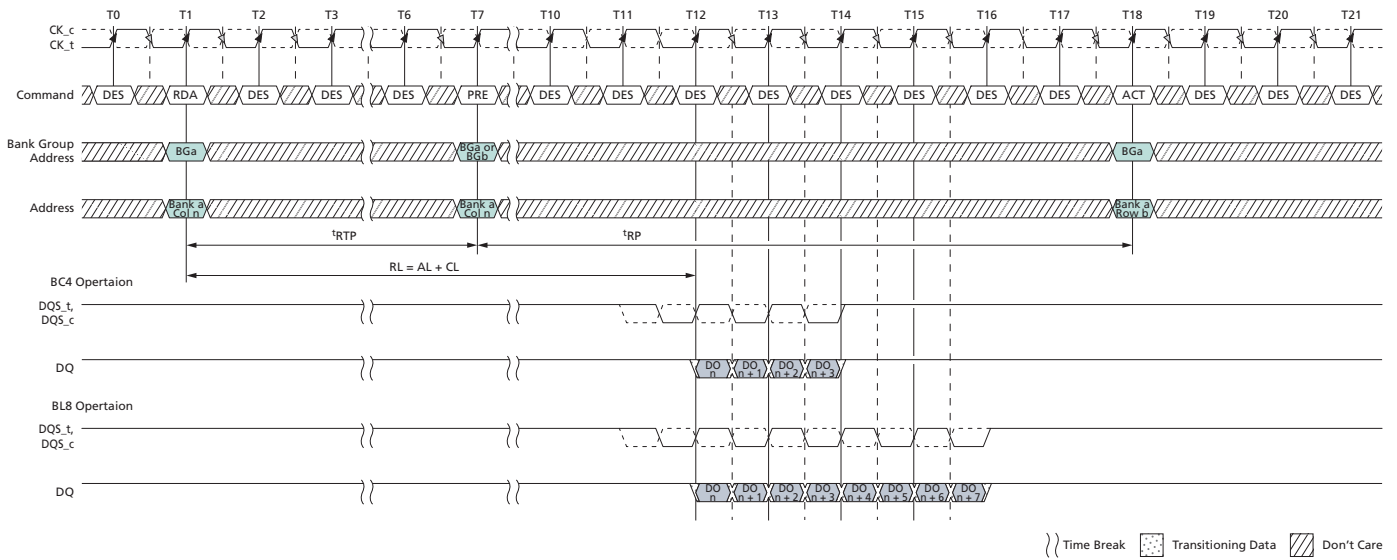 T0 T1 T2 T3 T6 T7 T10 T11 T12 T13 T14 T15 T16 T17 T18 T19 T20 T21
CK_c
CK_t
Command DES RDA DES DES DES PRE DES DES DES DES DES DES DES DES ACT DES DES DES
Bank Group
Address
BGa
BGa or
BGb
BGa
Address
Bank a
Col n
Bank a
Col n
Bank a
Row b
tRTP
tRP
RL = AL + CL
BC4 Opertaion
DQS_t,
DQS_c
DQ
DO
n
DO
n + 1
DO
n + 2
DO
n + 3
BL8 Opertaion
DQS_t,
DQS_c
DQ
DO
n
DO
n + 1
DO
n + 2
DO
n + 3
DO
n + 4
DO
n + 5
DO
n + 6
DO
n + 7
Time Break Transitioning Data Don't Care